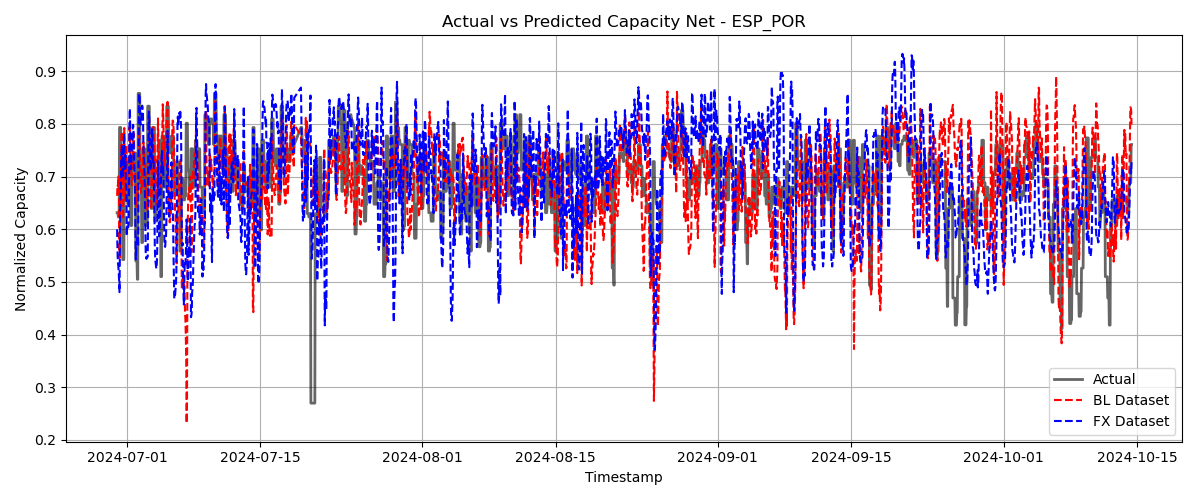 Actual vs Predicted Capacity Net - ESP_POR
Normalized Capacity
0.9
0.8
0.7
0.6
0.5
0.4
0.3
0.2
Actual
BL Dataset
FX Dataset
2024-07-01 2024-07-15 2024-08-01 2024-08-15 2024-09-01 2024-09-15 2024-10-01 2024-10-15
Timestamp